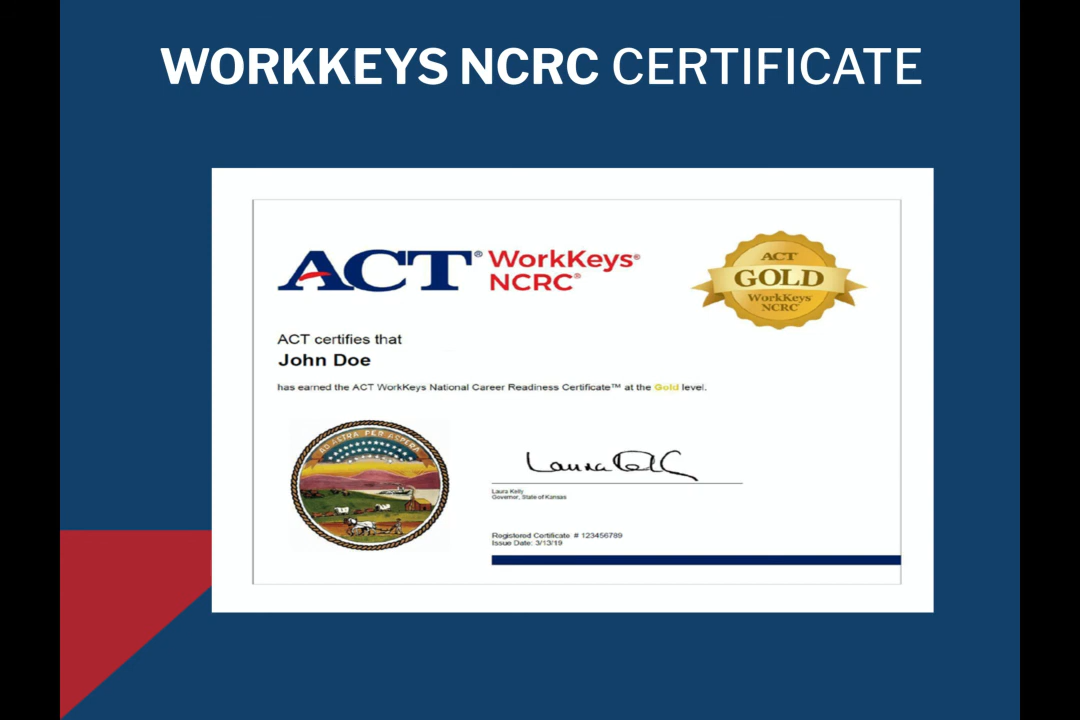 WORKKEYS NCRC CERTIFICATE
ACT® WorkKeys®
NCRC®
ACT
GOLD
WorkKeys
NCRC
ACT certifies that
John Doe
has earned the ACT WorkKeys National Career Readiness Certificate™ at the Gold level.
AD ASTRA PER ASPERA
Laura Kelly
Laura Kelly
Governor, State of Kansas
Registered Certificate # 123456789
Issue Date: 3/13/19